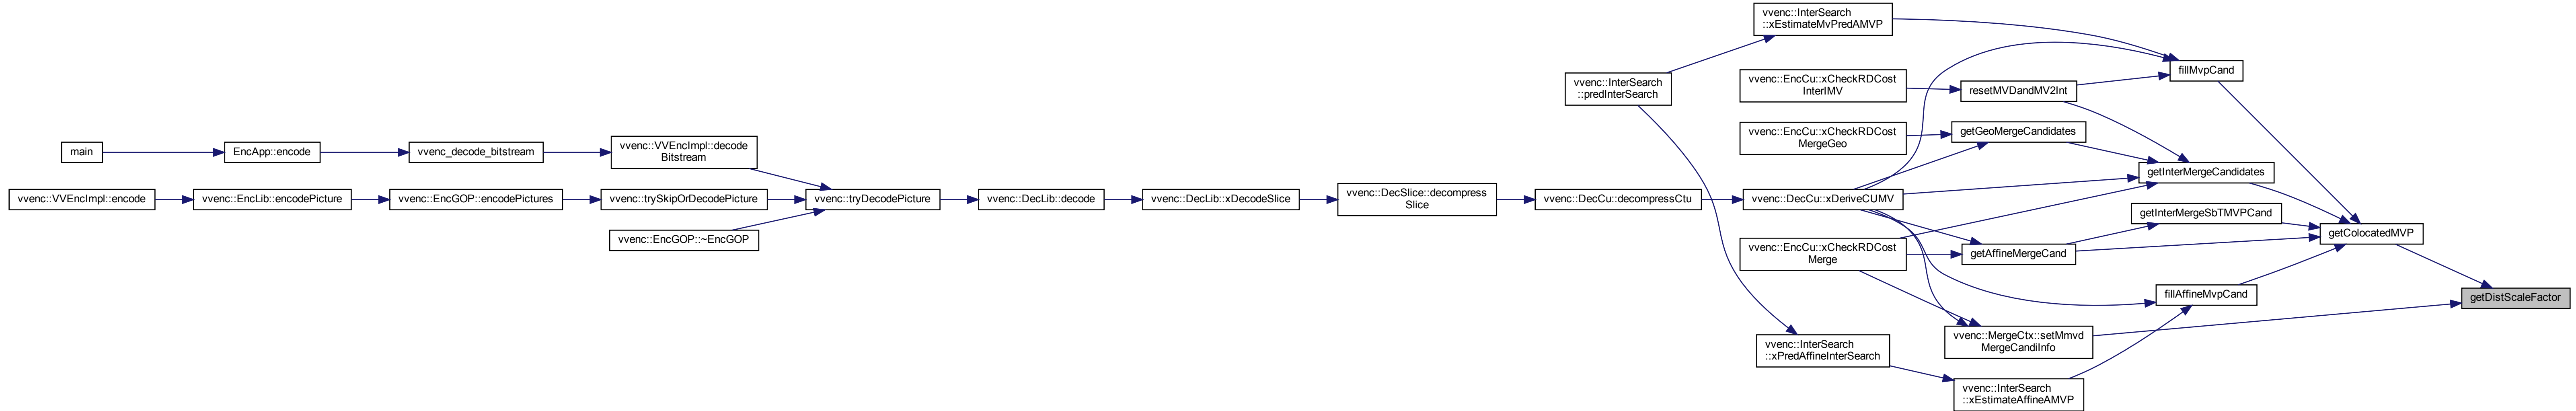 main
vvenc::VVEncImpl::encode
EncApp::encode
vvenc::EncLib::encodePicture
vvenc_decode_bitstream
vvenc::EncGOP::encodePictures
vvenc::VVEncImpl::decode
Bitstream
vvenc::trySkipOrDecodePicture
vvenc::EncGOP::~EncGOP
vvenc::tryDecodePicture
vvenc::DecLib::decode
vvenc::DecLib::xDecodeSlice
vvenc::DecSlice::decompress
Slice
vvenc::DecCu::decompressCtu
vvenc::InterSearch
::predInterSearch
vvenc::InterSearch
::xEstimateMvPredAMVP
vvenc::EncCu::xCheckRDCost
InterIMV
vvenc::EncCu::xCheckRDCost
MergeGeo
vvenc::DecCu::xDeriveCUMV
vvenc::EncCu::xCheckRDCost
Merge
vvenc::InterSearch
::xPredAffineInterSearch
resetMVDandMV2Int
getGeoMergeCandidates
getAffineMergeCand
vvenc::MergeCtx::setMmvd
MergeCandiInfo
vvenc::InterSearch
::xEstimateAffineAMVP
fillMvpCand
getInterMergeCandidates
getInterMergeSbTMVPCand
fillAffineMvpCand
getColocatedMVP
getDistScaleFactor